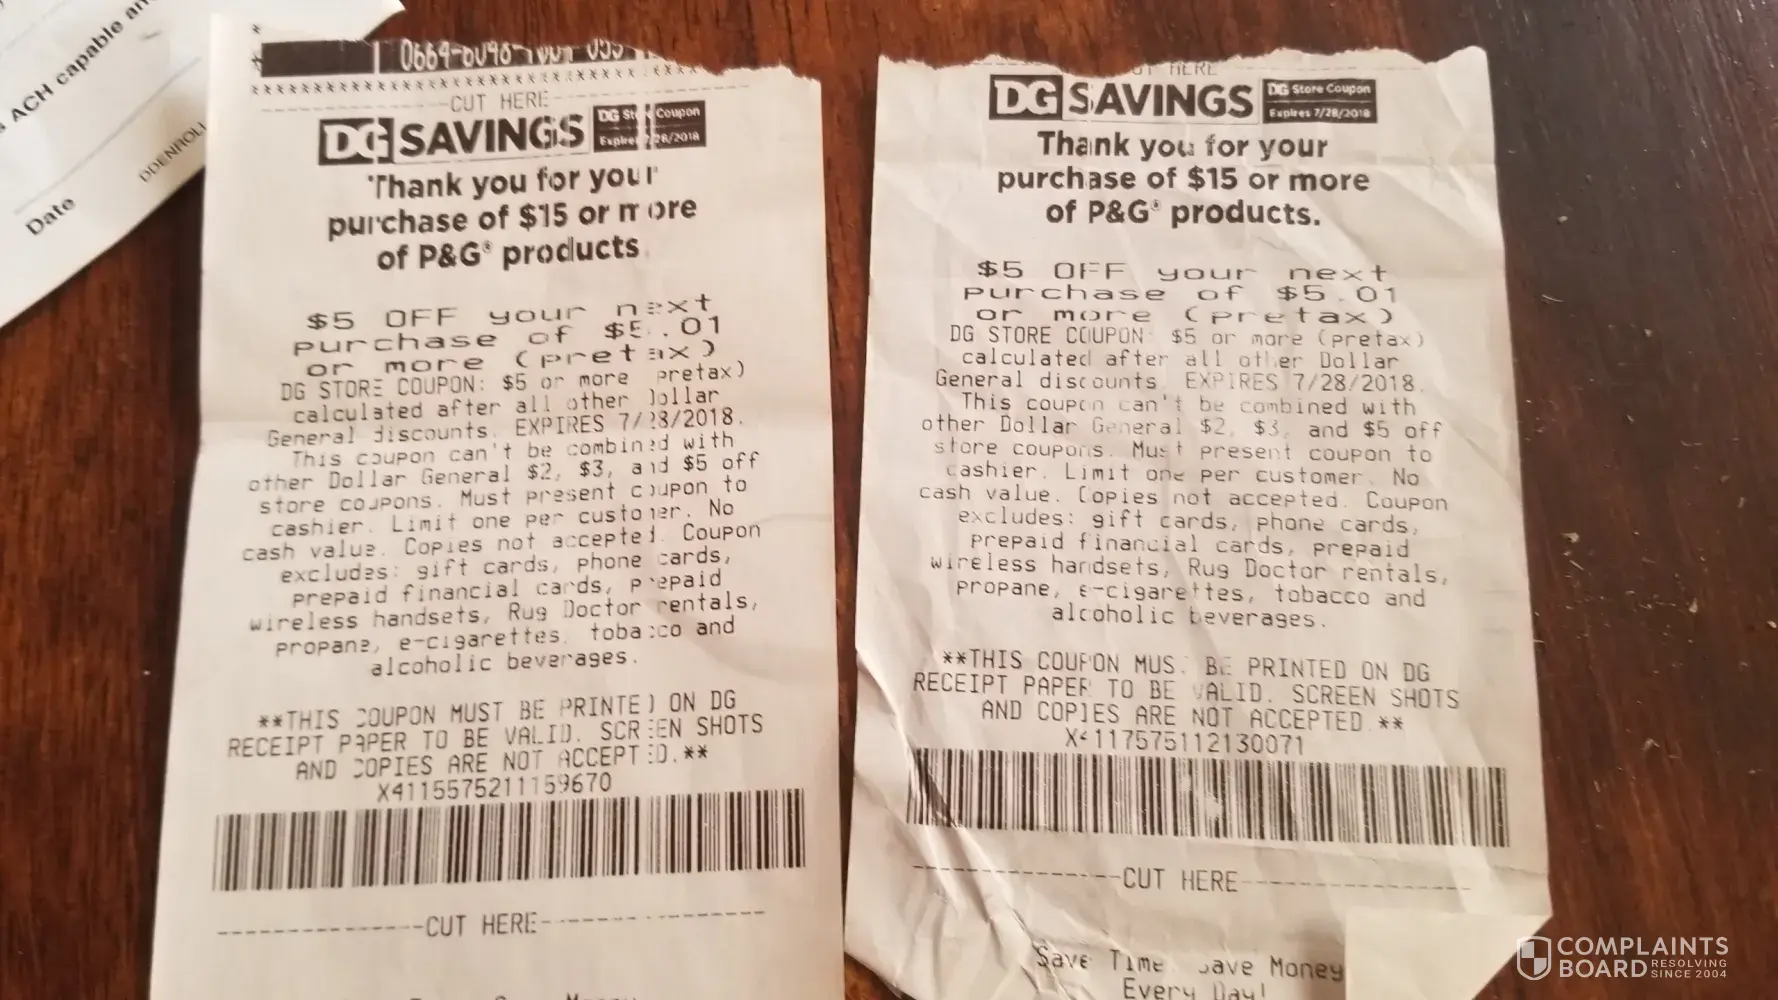 ACH capable an
Date
DDENROLL
CUT HERE
DG SAVINGS
DG Store Coupon
Expires 7/28/2018
Thank you for your
purchase of $15 or more
of P&G® products.
$5 OFF your next
purchase of $5.01
or more (pretax)
DG STORE COUPON: $5 or more (pretax)
calculated after all other Dollar
General discounts. EXPIRES 7/28/2018.
This coupon can't be combined with
other Dollar General $2, $3, and $5 off
store coupons. Must present coupon to
cashier. Limit one per customer. No
cash value. Copies not accepted. Coupon
excludes: gift cards, phone cards,
prepaid financial cards, prepaid
wireless handsets, Rug Doctor rentals,
propane, e-cigarettes, tobacco and
alcoholic beverages.
**THIS COUPON MUST BE PRINTED ON DG
RECEIPT PAPER TO BE VALID. SCREEN SHOTS
AND COPIES ARE NOT ACCEPTED.**
X4115575211159670
CUT HERE
CUT HERE
DG SAVINGS
DG Store Coupon
Expires 7/28/2018
Thank you for your
purchase of $15 or more
of P&G® products.
$5 OFF your next
purchase of $5.01
or more (pretax)
DG STORE COUPON: $5 or more (pretax)
calculated after all other Dollar
General discounts. EXPIRES 7/28/2018.
This coupon can't be combined with
other Dollar General $2, $3, and $5 off
store coupons. Must present coupon to
cashier. Limit one per customer. No
cash value. Copies not accepted. Coupon
excludes: gift cards, phone cards,
prepaid financial cards, prepaid
wireless handsets, Rug Doctor rentals,
propane, e-cigarettes, tobacco and
alcoholic beverages.
**THIS COUPON MUST BE PRINTED ON DG
RECEIPT PAPER TO BE VALID. SCREEN SHOTS
AND COPIES ARE NOT ACCEPTED.**
X4117575112130071
CUT HERE
Save Time. Save Money
Every Day!
COMPLAINTS
BOARD RESOLVING
SINCE 2004